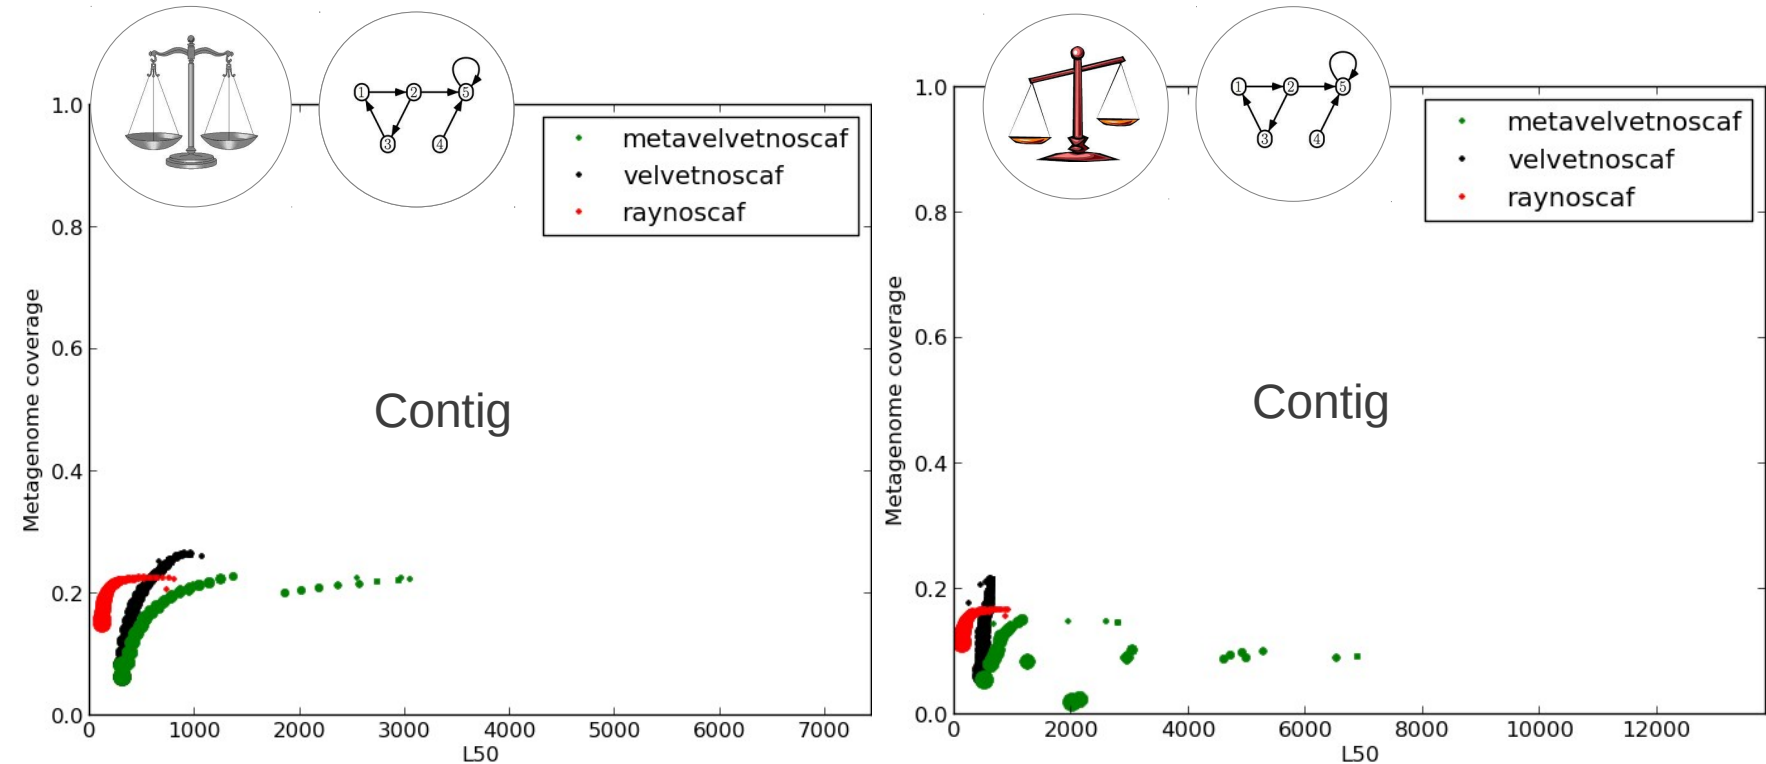 1 2 5
3 4
metavelvetnoscaf
velvetnoscaf
raynoscaf
Contig
Metagenome coverage
1.0
0.8
0.6
0.4
0.2
0.0
0 1000 2000 3000 4000 5000 6000 7000
L50
1 2 5
3 4
metavelvetnoscaf
velvetnoscaf
raynoscaf
Contig
Metagenome coverage
1.0
0.8
0.6
0.4
0.2
0.0
0 2000 4000 6000 8000 10000 12000
L50